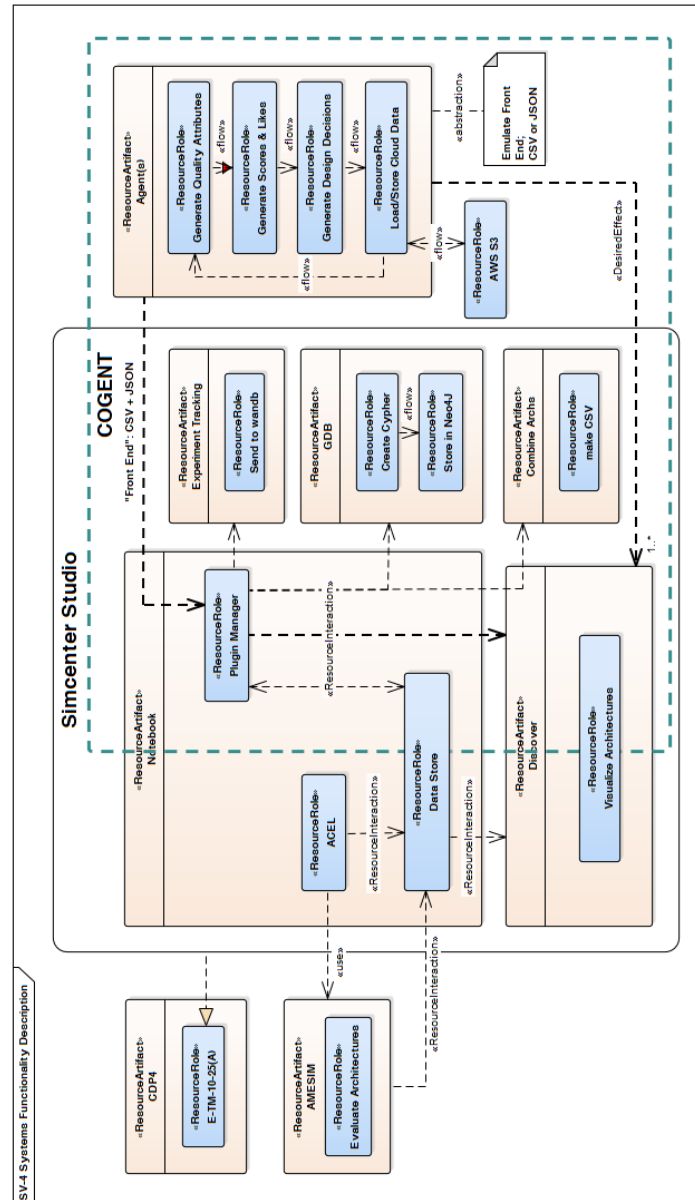 SV-4 Systems Functionality Description
«ResourceArtifact»
CDP4
«ResourceRole»
E-TM-10-25(A)
«ResourceArtifact»
AMESIM
«ResourceRole»
Evaluate Architectures
«use»
«ResourceInteraction»
Simcenter Studio
«ResourceArtifact»
Notebook
«ResourceRole»
ACEL
«ResourceInteraction»
«ResourceRole»
Data Store
«ResourceInteraction»
«ResourceInteraction»
«ResourceRole»
Plugin Manager
«ResourceArtifact»
Discover
«ResourceRole»
Visualize Architectures
1..*
COGENT
"Front End": CSV + JSON
«ResourceArtifact»
Experiment Tracking
«ResourceRole»
Send to wandb
«ResourceArtifact»
GDB
«ResourceRole»
Create Cypher
«flow»
«ResourceRole»
Store in Neo4J
«ResourceArtifact»
Combine Archs
«ResourceRole»
make CSV
«ResourceArtifact»
Agent(s)
«ResourceRole»
Generate Quality Attributes
«flow»
«ResourceRole»
Generate Scores & Likes
«flow»
«ResourceRole»
Generate Design Decisions
«flow»
«ResourceRole»
Load/Store Cloud Data
«flow»
«flow»
«ResourceRole»
AWS S3
«abstraction»
Emulate Front
End;
CSV or JSON
«DesiredEffect»